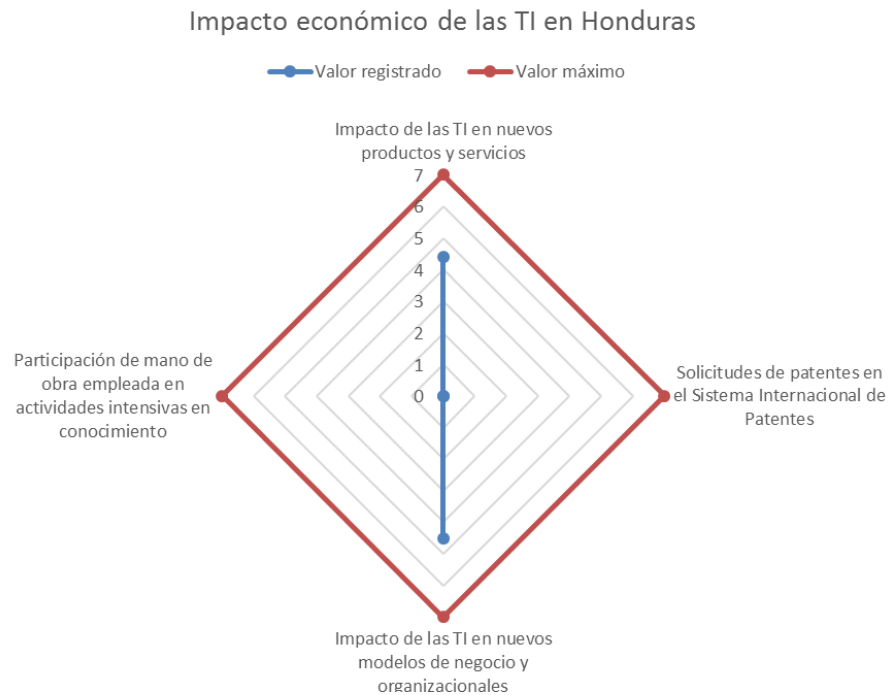 Impacto económico de las TI en Honduras
Valor registrado
Valor máximo
Impacto de las TI en nuevos
productos y servicios
7
6
5
4
3
2
1
0
Participación de mano de
obra empleada en
actividades intensivas en
conocimiento
Solicitudes de patentes en
el Sistema Internacional de
Patentes
Impacto de las TI en nuevos
modelos de negocio y
organizacionales